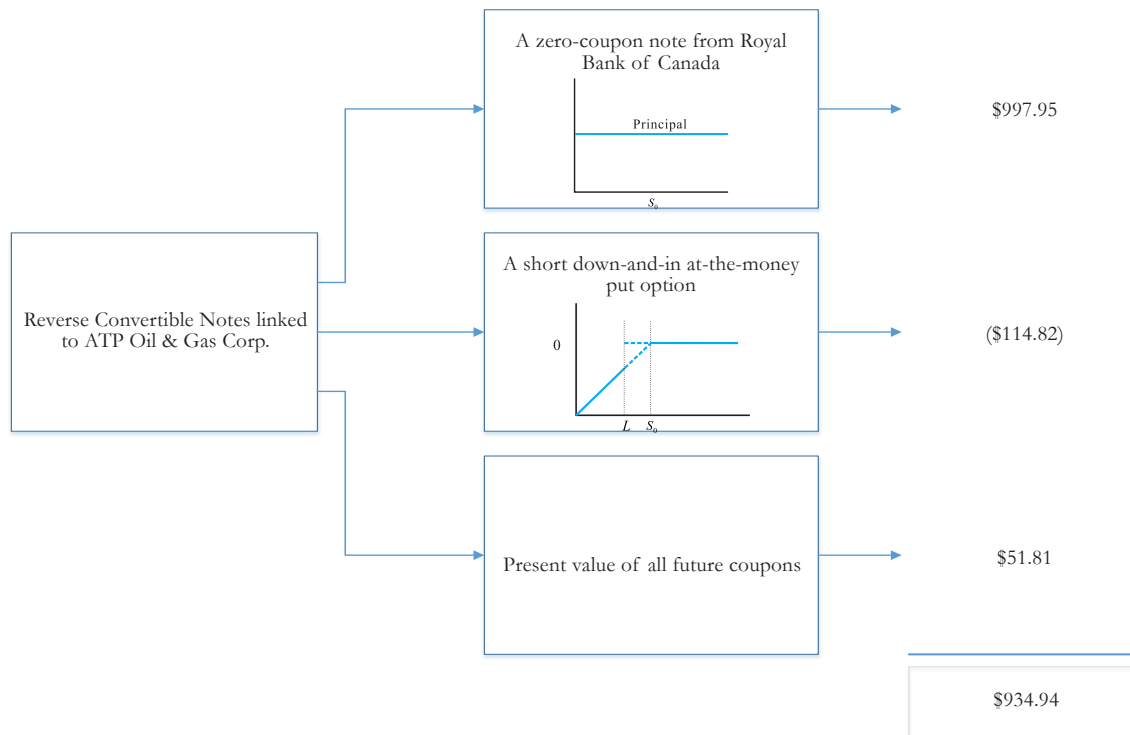 A zero-coupon note from Royal
Bank of Canada
Principal
S₀
$997.95
Reverse Convertible Notes linked
to ATP Oil & Gas Corp.
A short down-and-in at-the-money
put option
0
L S₀
($114.82)
Present value of all future coupons
$51.81
$934.94